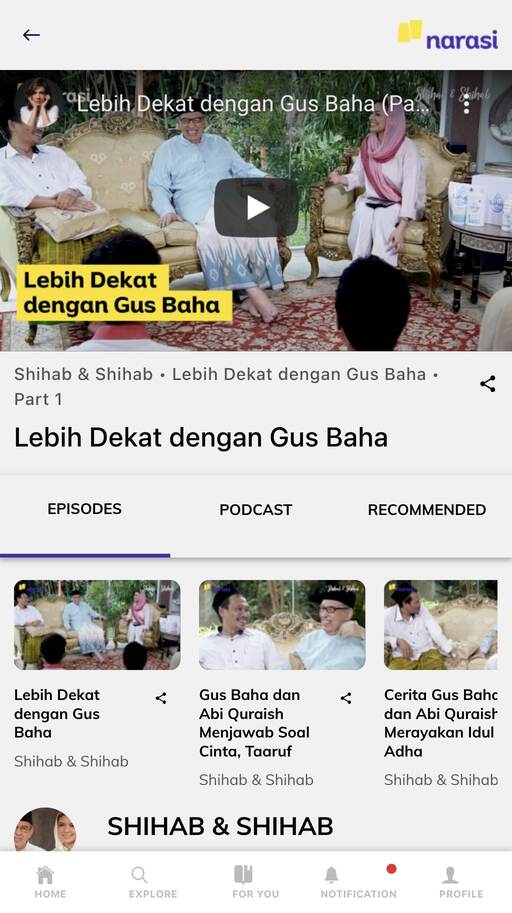 narasi
Lebih Dekat dengan Gus Baha (Pa...
Shihab & Shihab
Lebih Dekat
dengan Gus Baha
Shihab & Shihab • Lebih Dekat dengan Gus Baha •
Part 1
Lebih Dekat dengan Gus Baha
EPISODES
PODCAST
RECOMMENDED
Lebih Dekat
dengan Gus
Baha
Shihab & Shihab
Gus Baha dan
Abi Quraish
Menjawab Soal
Cinta, Taaruf
Shihab & Shihab
Cerita Gus Baha
dan Abi Quraish
Merayakan Idul
Adha
Shihab & Shihab
SHIHAB & SHIHAB
HOME
EXPLORE
FOR YOU
NOTIFICATION
PROFILE